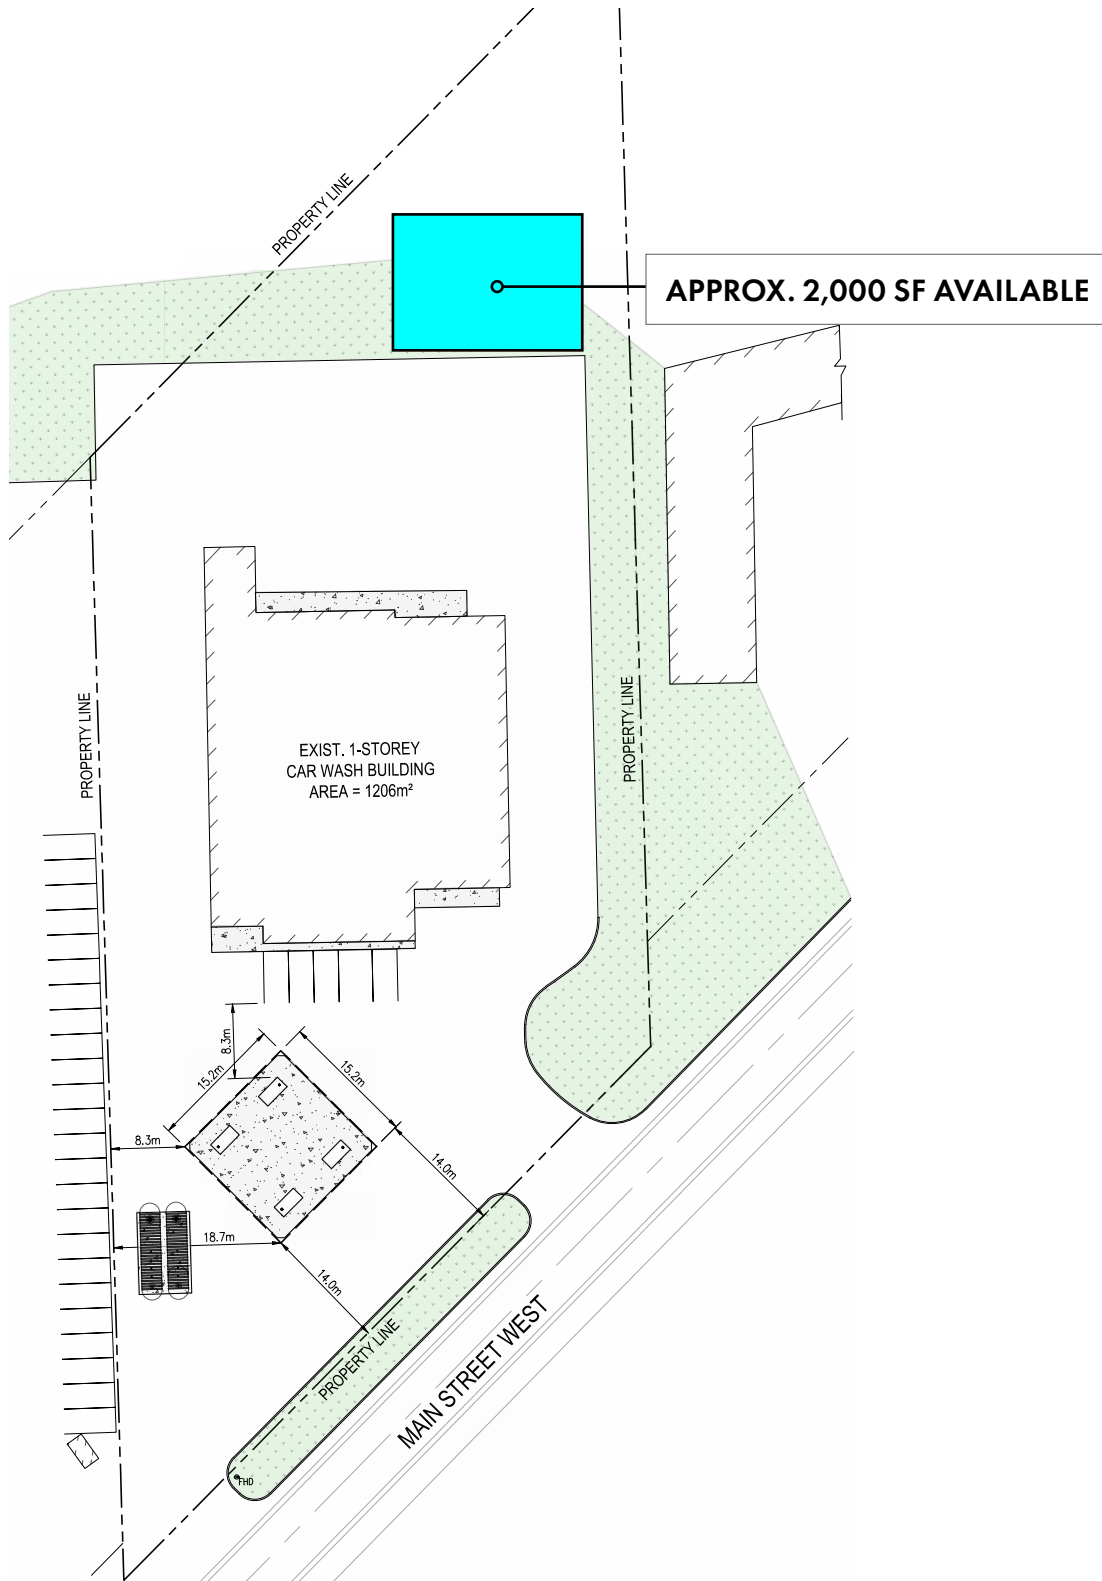 PROPERTY LINE
APPROX. 2,000 SF AVAILABLE
PROPERTY LINE
PROPERTY LINE
EXIST. 1-STOREY
CAR WASH BUILDING
AREA = 1206m²
8.3m
15.2m
15.2m
8.3m
14.0m
18.7m
14.0m
PROPERTY LINE
MAIN STREET WEST
FHD